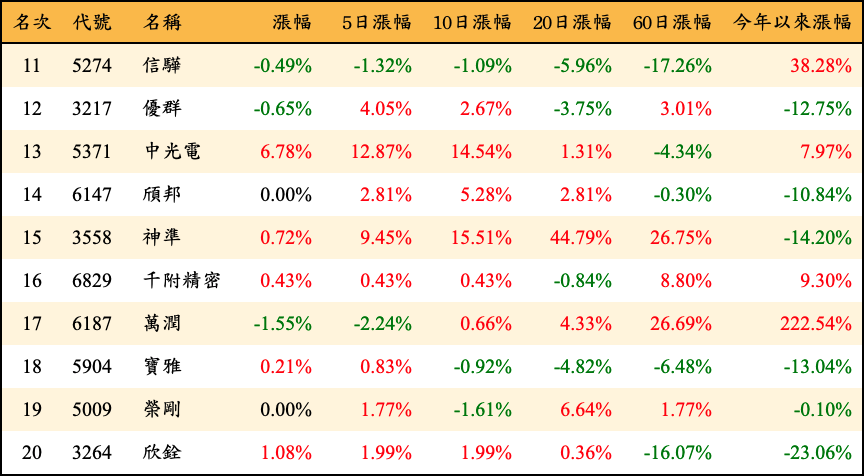 名次 代號 名稱 漲幅 5日漲幅 10日漲幅 20日漲幅 60日漲幅 今年以來漲幅
11 5274 信驊 -0.49% -1.32% -1.09% -5.96% -17.26% 38.28%
12 3217 優群 -0.65% 4.05% 2.67% -3.75% 3.01% -12.75%
13 5371 中光電 6.78% 12.87% 14.54% 1.31% -4.34% 7.97%
14 6147 頎邦 0.00% 2.81% 5.28% 2.81% -0.30% -10.84%
15 3558 神準 0.72% 9.45% 15.51% 44.79% 26.75% -14.20%
16 6829 千附精密 0.43% 0.43% 0.43% -0.84% 8.80% 9.30%
17 6187 萬潤 -1.55% -2.24% 0.66% 4.33% 26.69% 222.54%
18 5904 寶雅 0.21% 0.83% -0.92% -4.82% -6.48% -13.04%
19 5009 榮剛 0.00% 1.77% -1.61% 6.64% 1.77% -0.10%
20 3264 欣銓 1.08% 1.99% 1.99% 0.36% -16.07% -23.06%